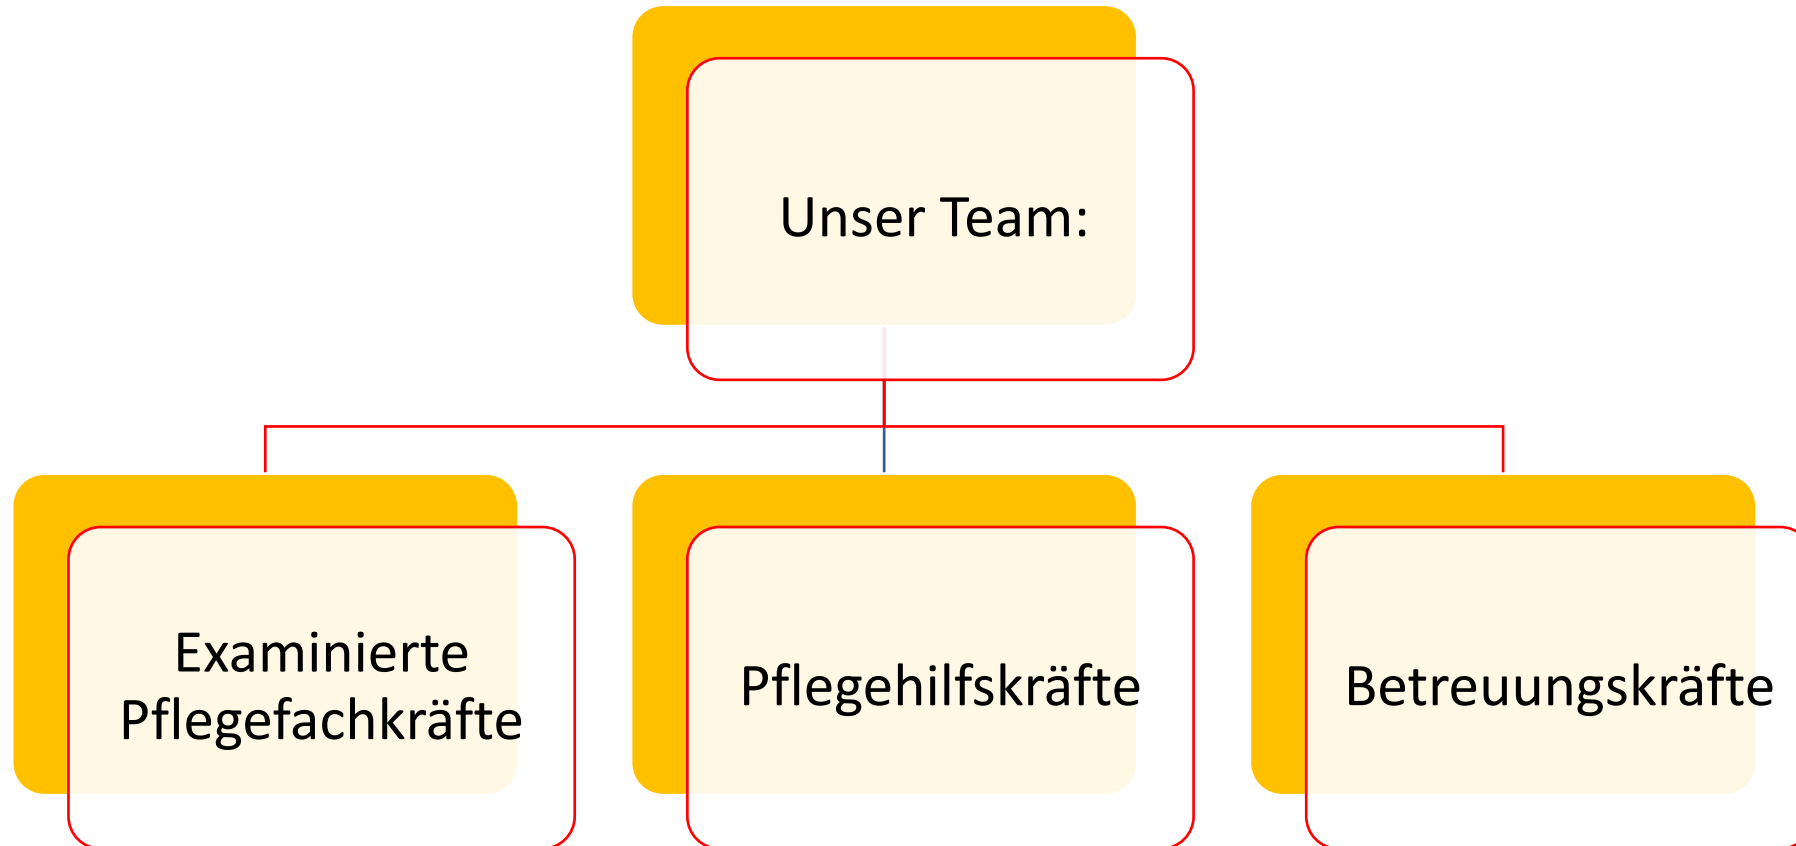 Unser Team:
Examinierte
Pflegefachkräfte
Pflegehilfskräfte
Betreuungskräfte